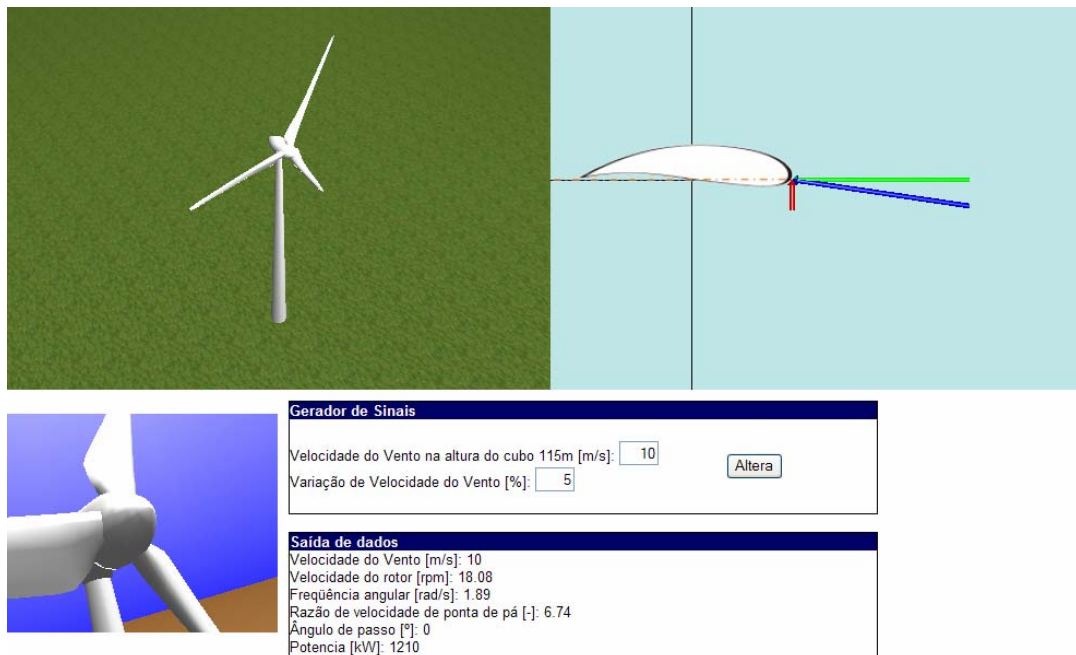 Gerador de Sinais
Velocidade do Vento na altura do cubo 115m [m/s]: 10
Altera
Variação de Velocidade do Vento [%]: 5
Saída de dados
Velocidade do Vento [m/s]: 10
Velocidade do rotor [rpm]: 18.08
Freqüência angular [rad/s]: 1.89
Razão de velocidade de ponta de pá [-]: 6.74
Ângulo de passo [º]: 0
Potencia [kW]: 1210